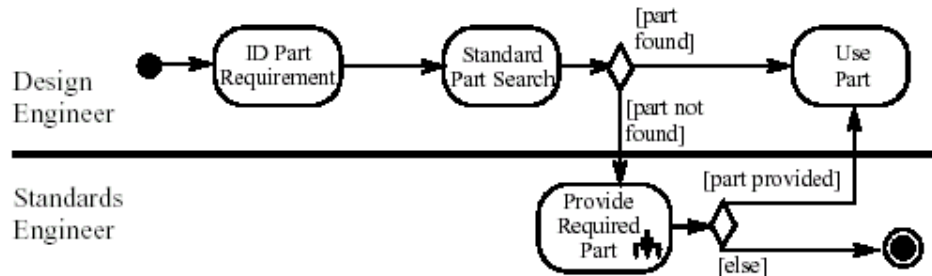 Design
Engineer
ID Part
Requirement
Standard
Part Search
[part
found]
[part not
found]
Use
Part
Standards
Engineer
Provide
Required
Part
[part provided]
[else]